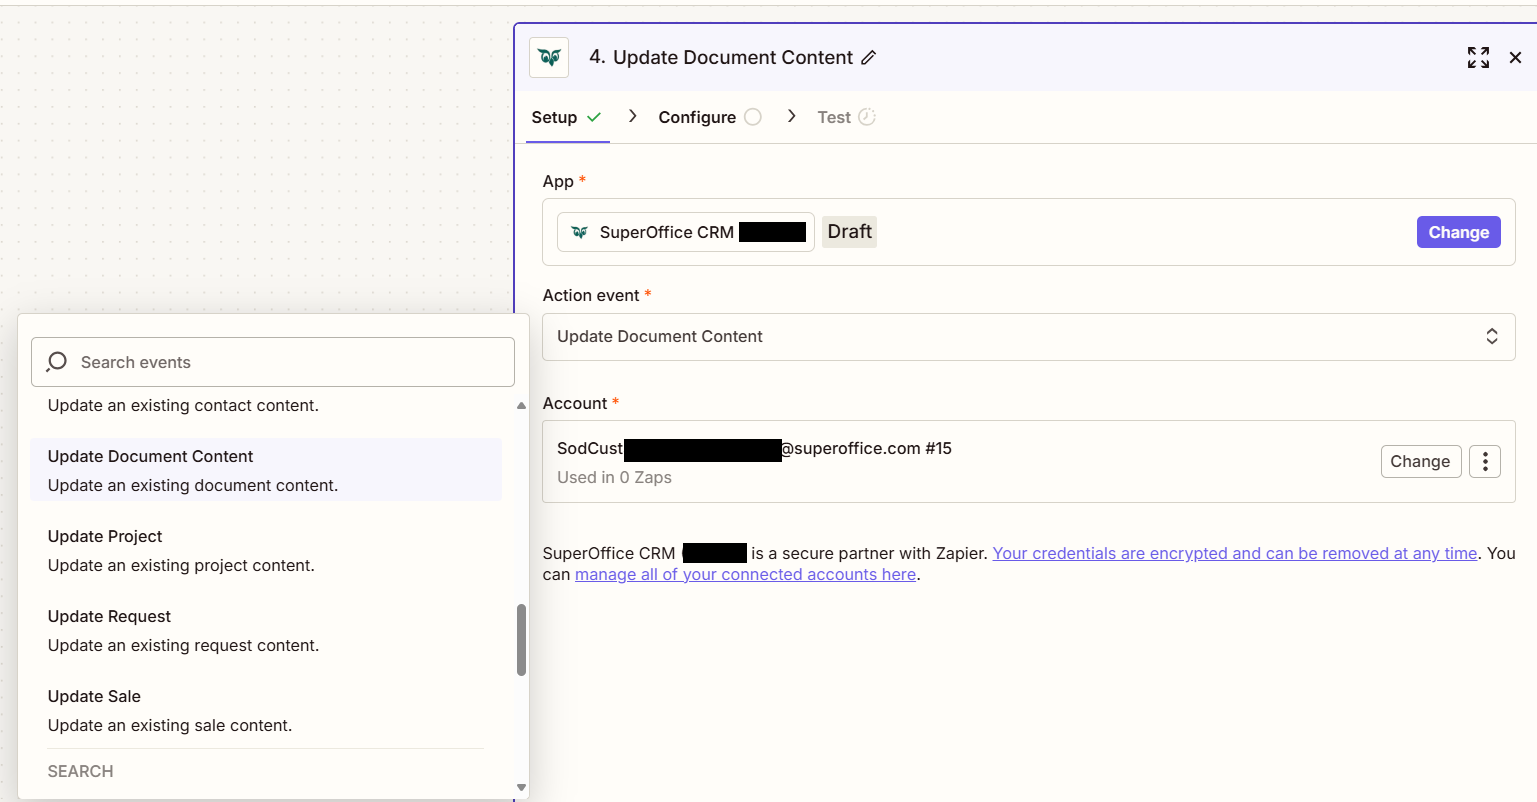 4. Update Document Content
Setup
Configure
Test
App *
SuperOffice CRM
Draft
Change
Action event *
Update Document Content
Account *
SodCust
@superoffice.com #15
Used in 0 Zaps
Change
SuperOffice CRM ( is a secure partner with Zapier. Your credentials are encrypted and can be removed at any time. You
can manage all of your connected accounts here.
Search events
Update an existing contact content.
Update Document Content
Update an existing document content.
Update Project
Update an existing project content.
Update Request
Update an existing request content.
Update Sale
Update an existing sale content.
SEARCH